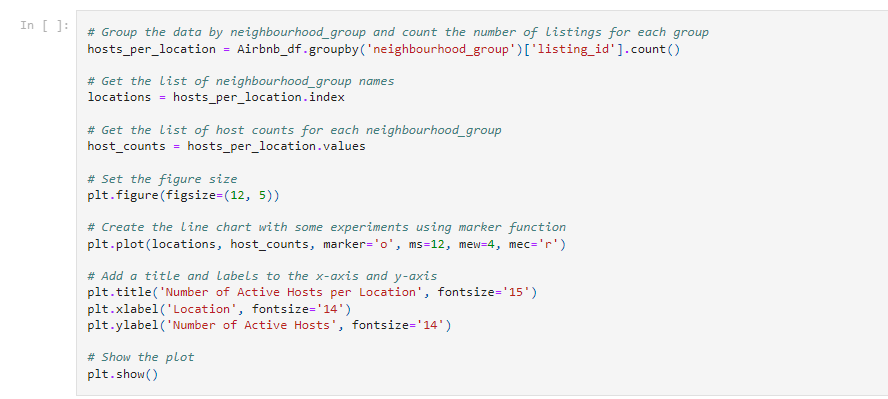 In [ ]:
# Group the data by neighbourhood_group and count the number of listings for each group
hosts_per_location = Airbnb_df.groupby('neighbourhood_group')['listing_id'].count()
# Get the list of neighbourhood_group names
locations = hosts_per_location.index
# Get the list of host counts for each neighbourhood_group
host_counts = hosts_per_location.values
# Set the figure size
plt.figure(figsize=(12, 5))
# Create the line chart with some experiments using marker function
plt.plot(locations, host_counts, marker='o', ms=12, mew=4, mec='r')
# Add a title and labels to the x-axis and y-axis
plt.title('Number of Active Hosts per Location', fontsize='15')
plt.xlabel('Location', fontsize='14')
plt.ylabel('Number of Active Hosts', fontsize='14')
# Show the plot
plt.show()